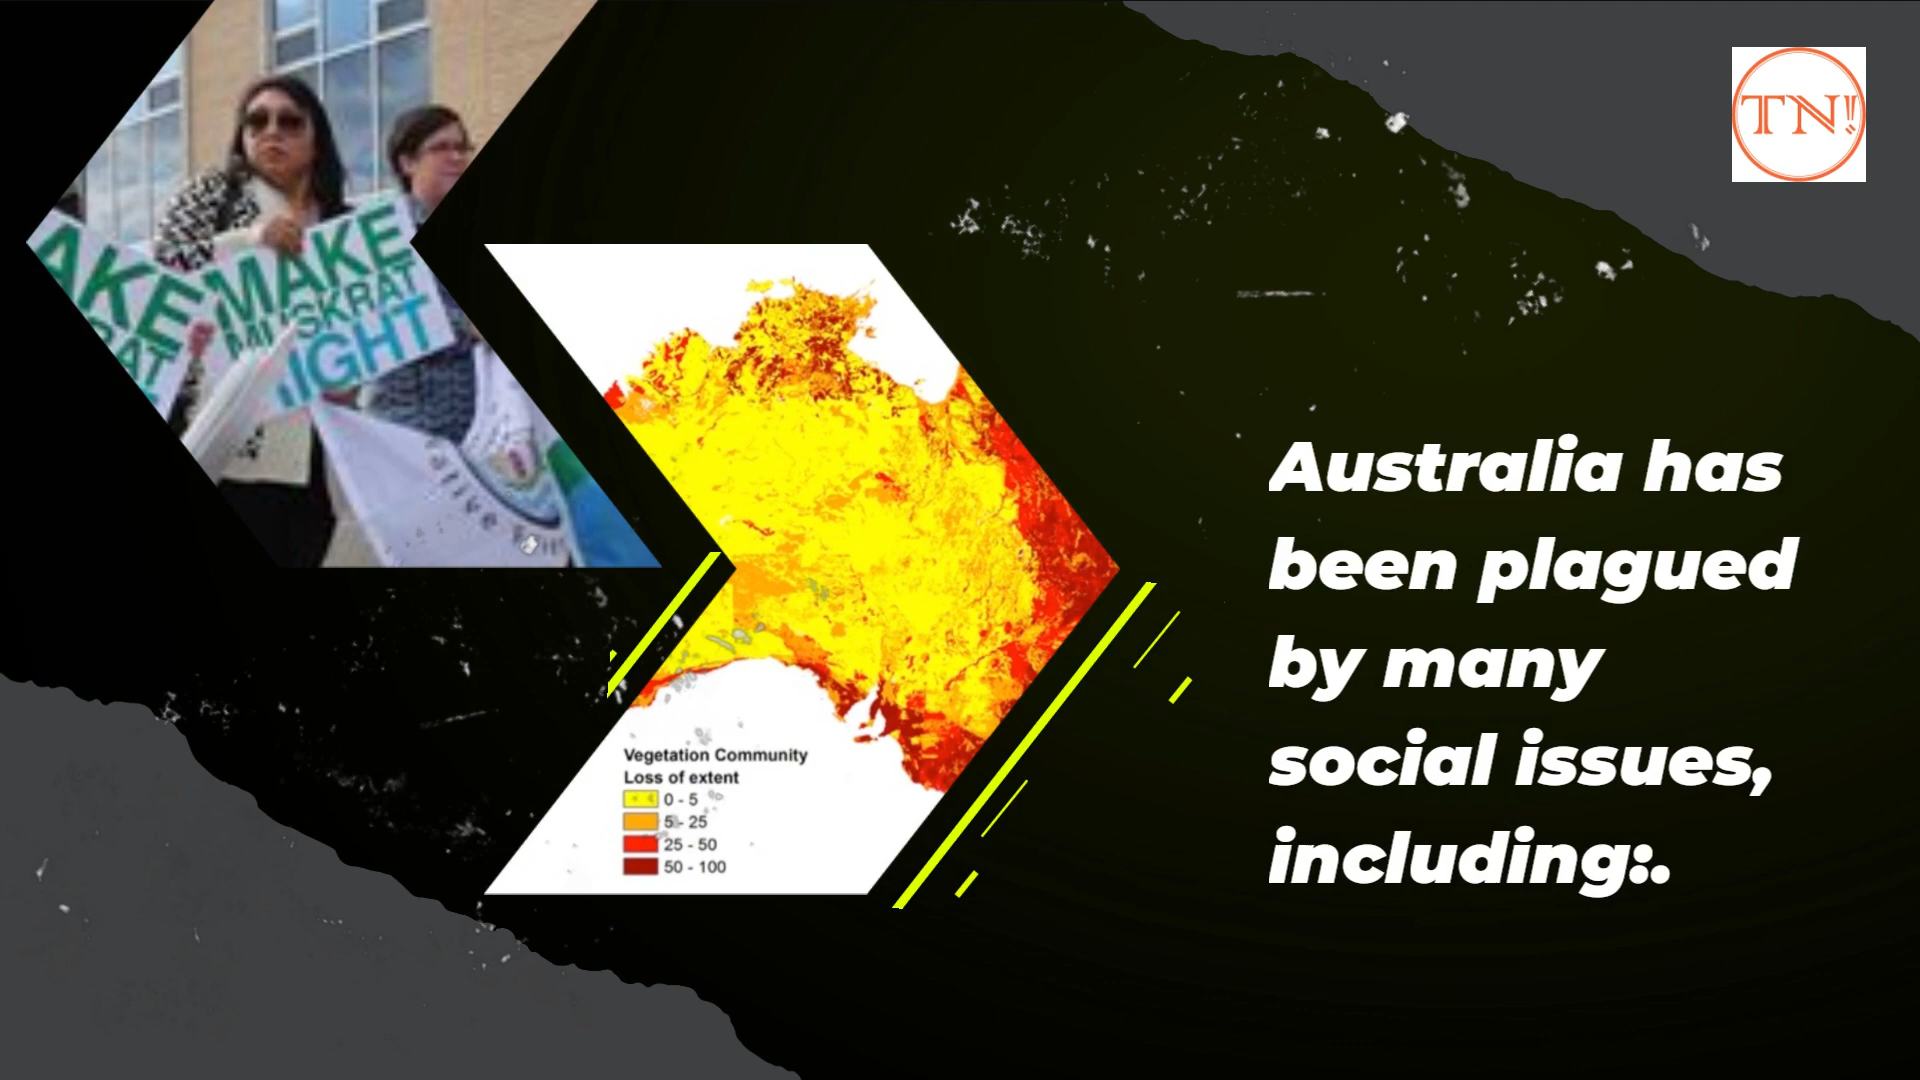 TN!
MAKE
MUSKRAT
RIGHT
AKE
RAT
Vegetation Community
Loss of extent
0 - 5
5 - 25
25 - 50
50 - 100
Australia has
been plagued
by many
social issues,
including:.